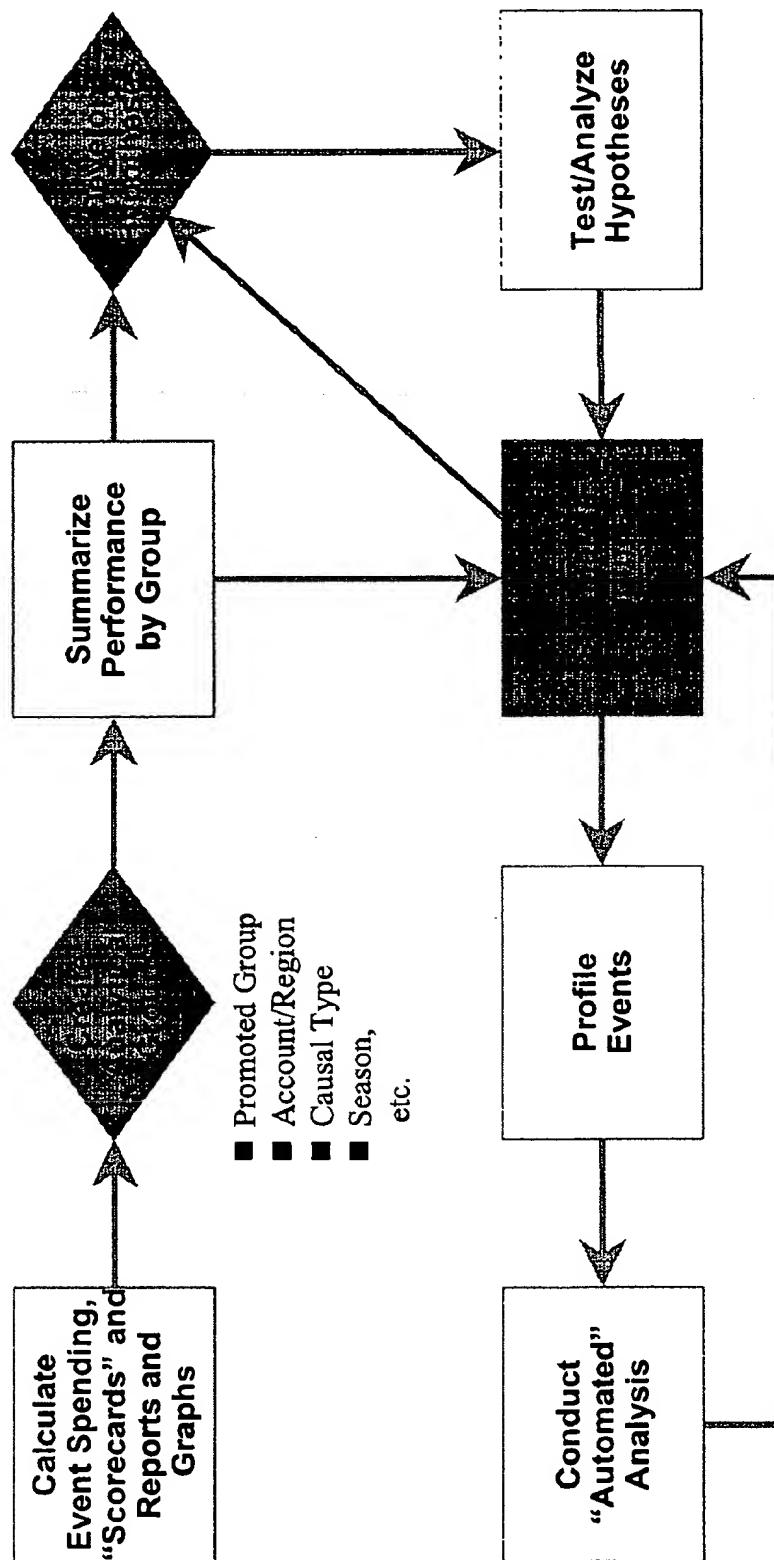 Calculate
Event Spending,
"Scorecards" and
Reports and
Graphs
■ Promoted Group
■ Account/Region
■ Causal Type
■ Season,
etc.
Summarize
Performance
by Group
Test/Analyze
Hypotheses
Profile
Events
Conduct
"Automated"
Analysis